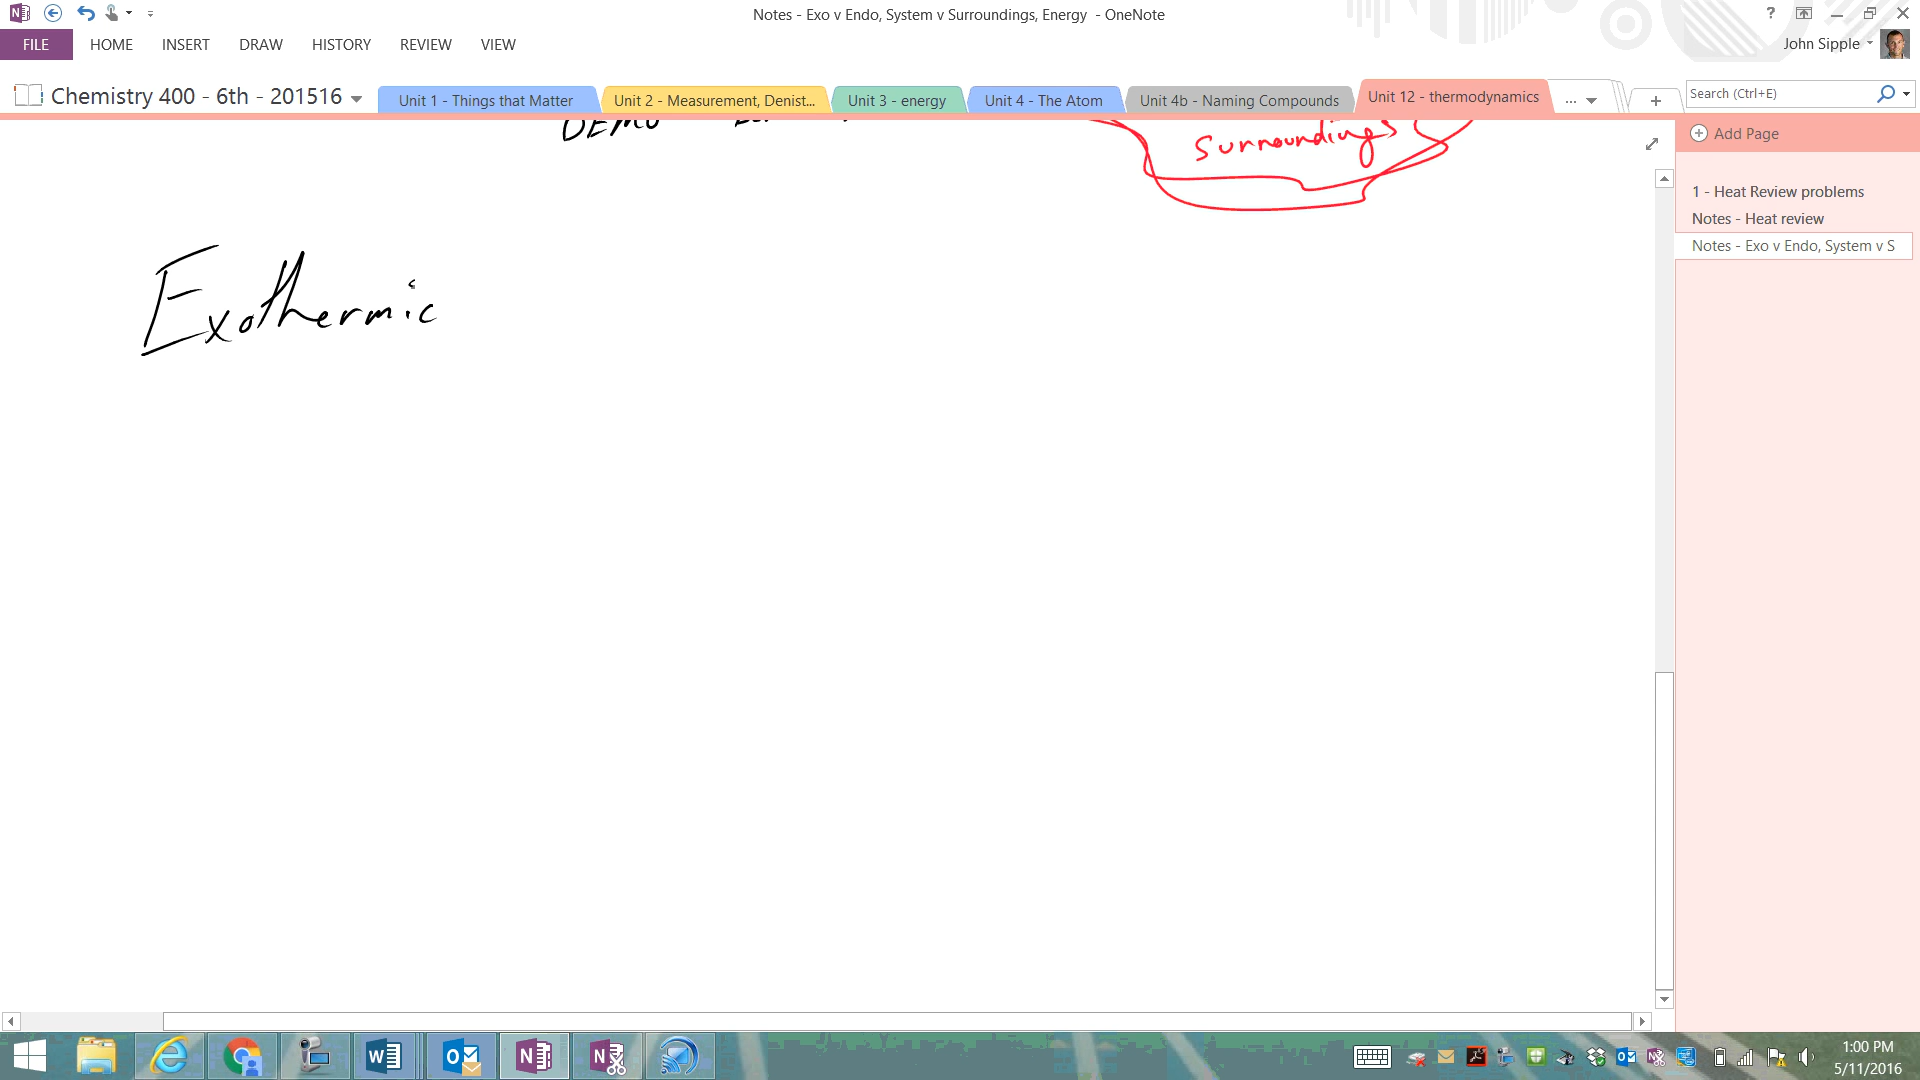 Notes - Exo v Endo, System v Surroundings, Energy - OneNote
?
FILE HOME INSERT DRAW HISTORY REVIEW VIEW
John Sipple
Chemistry 400 - 6th - 201516
Unit 1 - Things that Matter
Unit 2 - Measurement, Denist...
Unit 3 - energy
Unit 4 - The Atom
Unit 4b - Naming Compounds
Unit 12 - thermodynamics
...
+
Search (Ctrl+E)
DEMO
Surroundings
Add Page
1 - Heat Review problems
Notes - Heat review
Notes - Exo v Endo, System v S
Exothermic
1:00 PM
5/11/2016